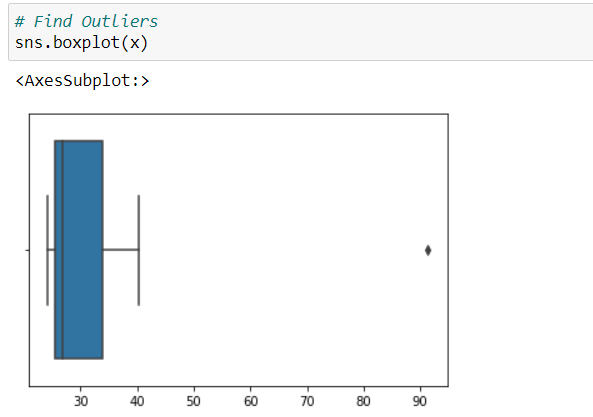 # Find Outliers
sns.boxplot(x)
<AxesSubplot:>
30 40 50 60 70 80 90